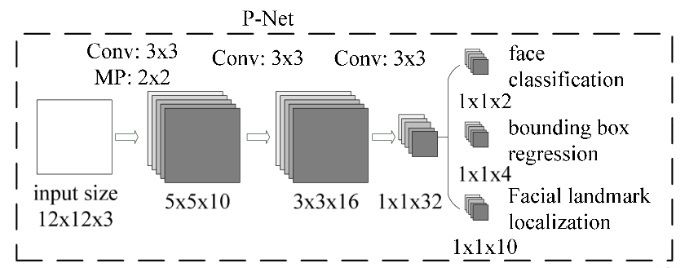 P-Net
Conv: 3x3
MP: 2x2
Conv: 3x3
Conv: 3x3
input size
12x12x3
5x5x10
3x3x16
1x1x32
face
classification
1x1x2
bounding box
regression
1x1x4
Facial landmark
localization
1x1x10